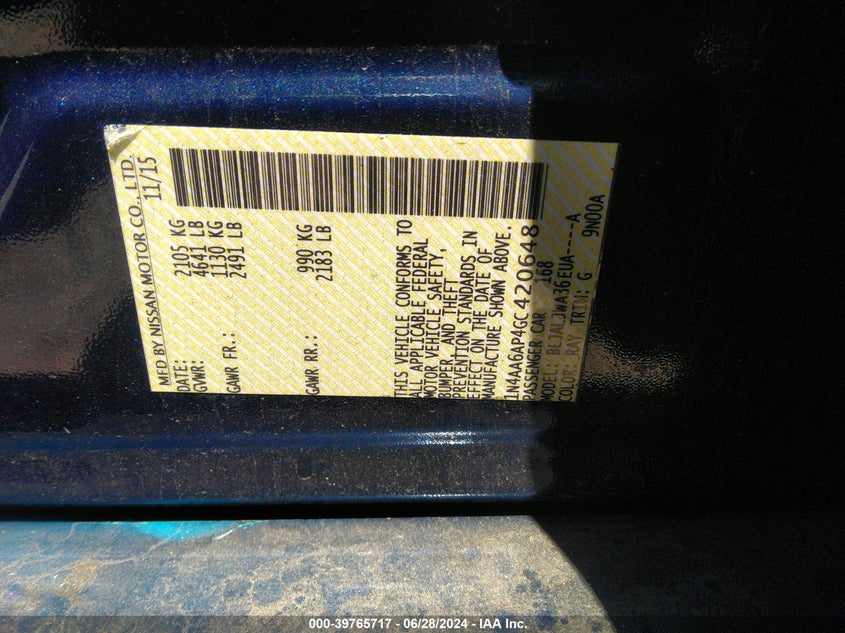 MFD BY NISSAN MOTOR CO. LTD.
DATE: 11/15
GVWR: 2105 KG
4641 LB
GAWR FR.: 1130 KG
2491 LB
GAWR RR.: 990 KG
2183 LB
THIS VEHICLE CONFORMS TO
ALL APPLICABLE FEDERAL
MOTOR VEHICLE SAFETY,
BUMPER, AND THEFT
PREVENTION STANDARDS IN
EFFECT ON THE DATE OF
MANUFACTURE SHOWN ABOVE.
1N4AA6AP4GC420648
PASSENGER CAR 168
MODEL: BLJALJWA36EUA----A
COLOR: RAY TRIM: G 9N00A
000-39765717 - 06/28/2024 - IAA Inc.